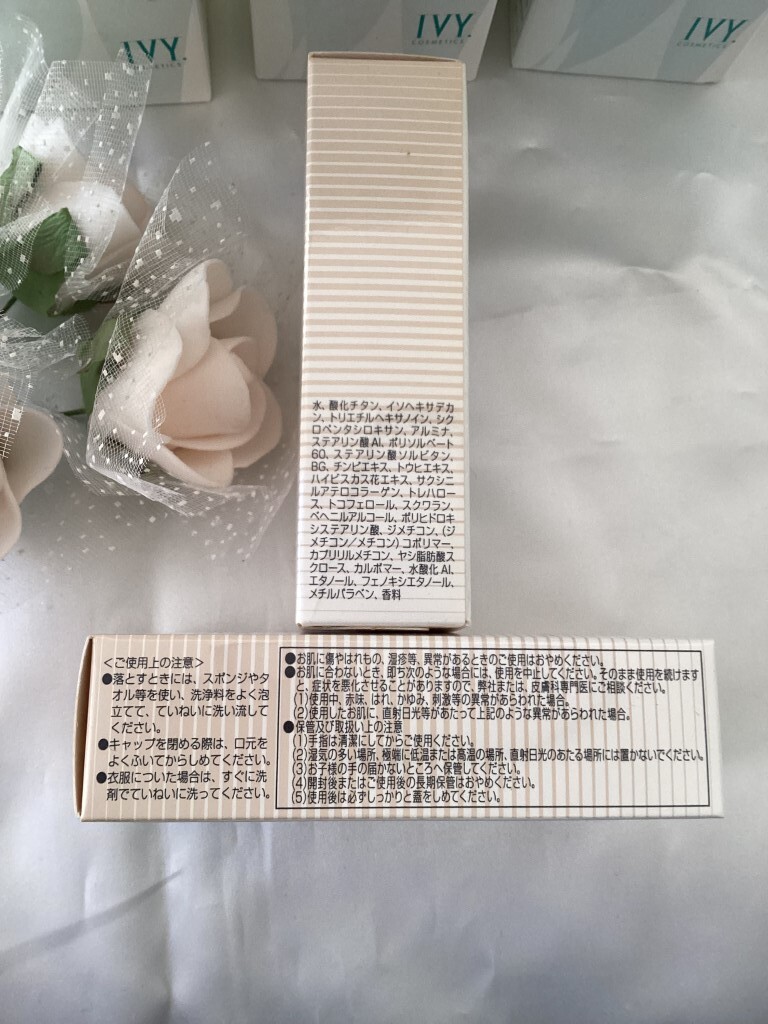 IVY.
COSMETICS
IVY.
COSMETICS
IVY.
COSMETICS
水、酸化チタン、イソヘキサデカ
ン、トリエチルヘキサノイン、シク
ロペンタシロキサン、アルミナ、
ステアリン酸Al、ポリソルベート
60、ステアリン酸ソルビタン、
BG、チンピエキス、トウヒエキス、
ハイビスカス花エキス、サクシニ
ルアテロコラーゲン、トレハロー
ス、トコフェロール、スクワラン、
ベヘニルアルコール、ポリヒドロキ
システアリン酸、ジメチコン、(ジ
メチコン/メチコン)コポリマー、
カプリリルメチコン、ヤシ脂肪酸ス
クロース、カルボマー、水酸化Al、
エタノール、フェノキシエタノール、
メチルパラベン、香料
<ご使用上の注意>
●落とすときには、スポンジやタ
オル等を使い、洗浄料をよく泡
立てて、ていねいに洗い流して
ください。
●キャップを閉める際は、口元を
よくふいてからしめてください。
●衣服についた場合は、すぐに洗
剤でていねいに洗ってください。
●お肌に傷やはれもの、湿疹等、異常があるときのご使用はおやめください。
●お肌に合わないとき、即ち次のような場合には、使用を中止してください。そのまま使用を続けます
と、症状を悪化させることがありますので、弊社または、皮膚科専門医にご相談ください。
(1)使用中、赤味、はれ、かゆみ、刺激等の異常があらわれた場合。
(2)使用したお肌に、直射日光等があたって上記のような異常があらわれた場合。
●保管及び取扱い上の注意
(1)手指は清潔にしてからご使用ください。
(2)湿気の多い場所、極端に低温または高温の場所、直射日光のあたる場所には置かないでください。
(3)お子様の手の届かないところへ保管してください。
(4)開封後またはご使用後の長期保管はおやめください。
(5)使用後は必ずしっかりと蓋をしめてください。